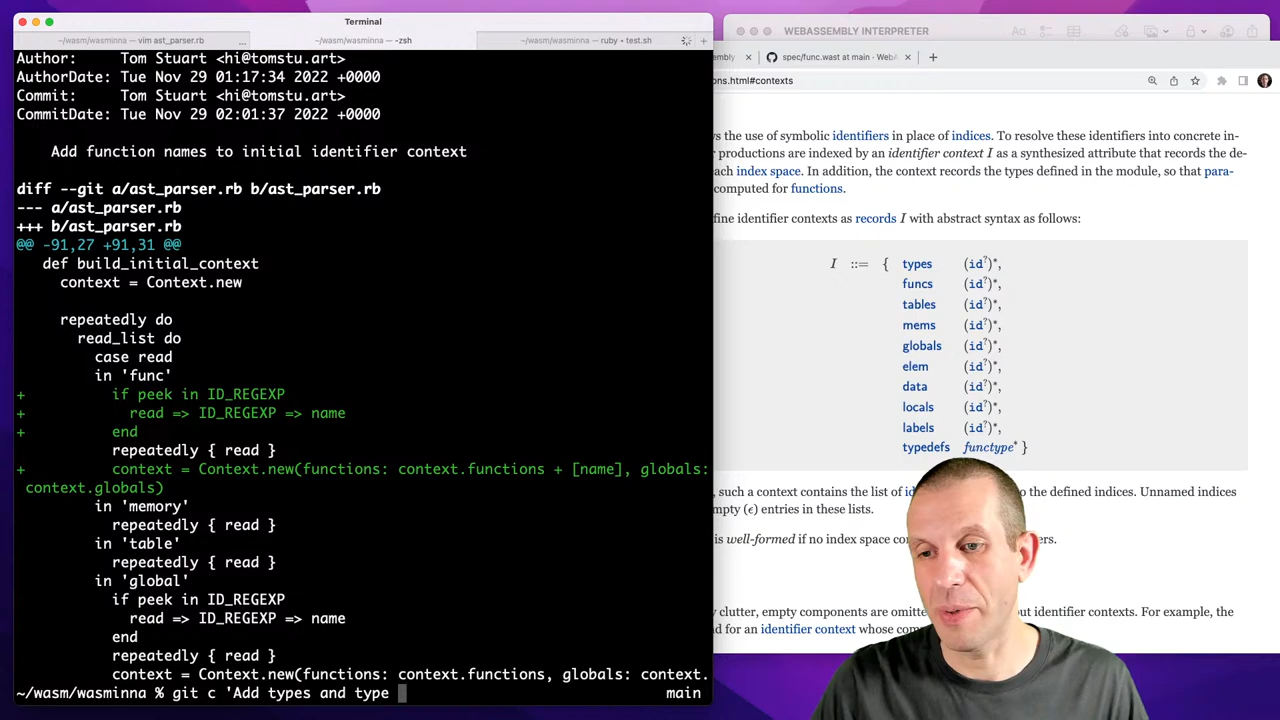 Terminal
~/wasm/wasminna — vim ast_parser.rb ...
~/wasm/wasminna — -zsh
~/wasm/wasminna — ruby • test.sh
Author: Tom Stuart <hi@tomstu.art>
AuthorDate: Tue Nov 29 01:17:34 2022 +0000
Commit: Tom Stuart <hi@tomstu.art>
CommitDate: Tue Nov 29 02:01:37 2022 +0000
Add function names to initial identifier context
diff --git a/ast_parser.rb b/ast_parser.rb
--- a/ast_parser.rb
+++ b/ast_parser.rb
@@ -91,27 +91,31 @@
def build_initial_context
context = Context.new
repeatedly do
read_list do
case read
in 'func'
+ if peek in ID_REGEXP
+ read => ID_REGEXP => name
+ end
repeatedly { read }
+ context = Context.new(functions: context.functions + [name], globals:
context.globals)
in 'memory'
repeatedly { read }
in 'table'
repeatedly { read }
in 'global'
if peek in ID_REGEXP
read => ID_REGEXP => name
end
repeatedly { read }
context = Context.new(functions: context.functions, globals: context.
~/wasm/wasminna % git c 'Add types and type main
WEBASSEMBLY INTERPRETER
Aa
embly × spec/func.wast at main · WebA × +
ons.html#contexts
s the use of symbolic identifiers in place of indices. To resolve these identifiers into concrete in-
r productions are indexed by an identifier context I as a synthesized attribute that records the de-
each index space. In addition, the context records the types defined in the module, so that para-
computed for functions.
fine identifier contexts as records I with abstract syntax as follows:
I ::= { types (id?)*,
funcs (id?)*,
tables (id?)*,
mems (id?)*,
globals (id?)*,
elem (id?)*,
data (id?)*,
locals (id?)*,
labels (id?)*,
typedefs functype* }
, such a context contains the list of to the defined indices. Unnamed indices
mpty (ϵ) entries in these lists.
is well-formed if no index space
y clutter, empty components are out identifier contexts. For example, the
d for an identifier context whose